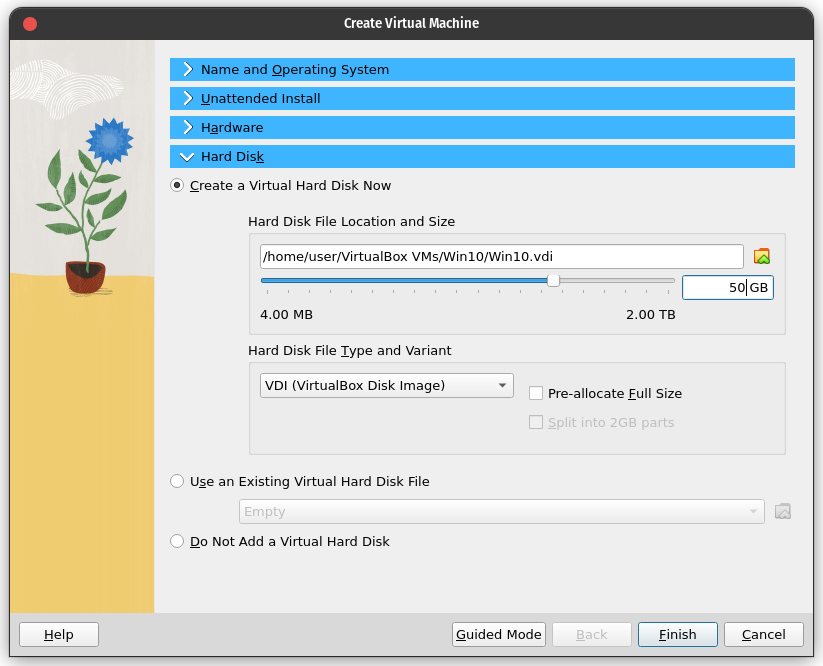 Create Virtual Machine
Name and Operating System
Unattended Install
Hardware
Hard Disk
Create a Virtual Hard Disk Now
Hard Disk File Location and Size
/home/user/VirtualBox VMs/Win10/Win10.vdi
50 GB
4.00 MB 2.00 TB
Hard Disk File Type and Variant
VDI (VirtualBox Disk Image)
Pre-allocate Full Size
Split into 2GB parts
Use an Existing Virtual Hard Disk File
Empty
Do Not Add a Virtual Hard Disk
Help Guided Mode Back Finish Cancel